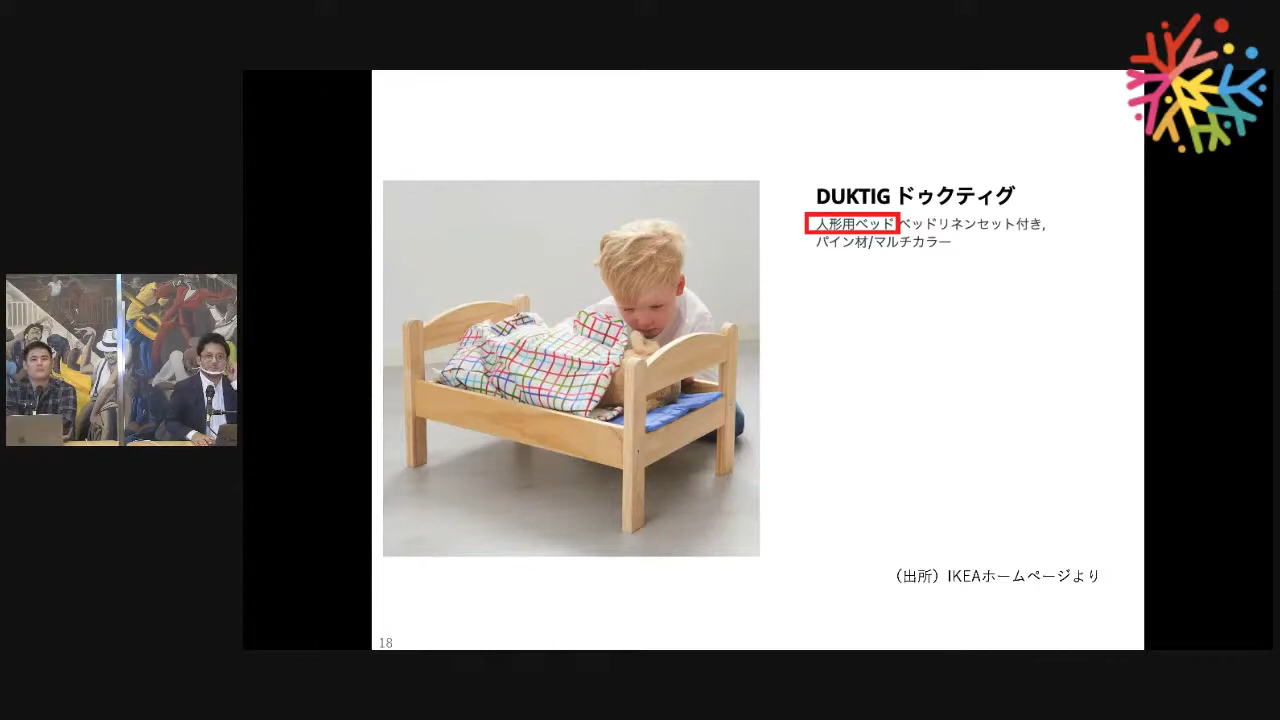 DUKTIG ドゥクティグ
人形用ベッド ベッドリネンセット付き,
パイン材/マルチカラー
（出所）IKEAホームページより
18